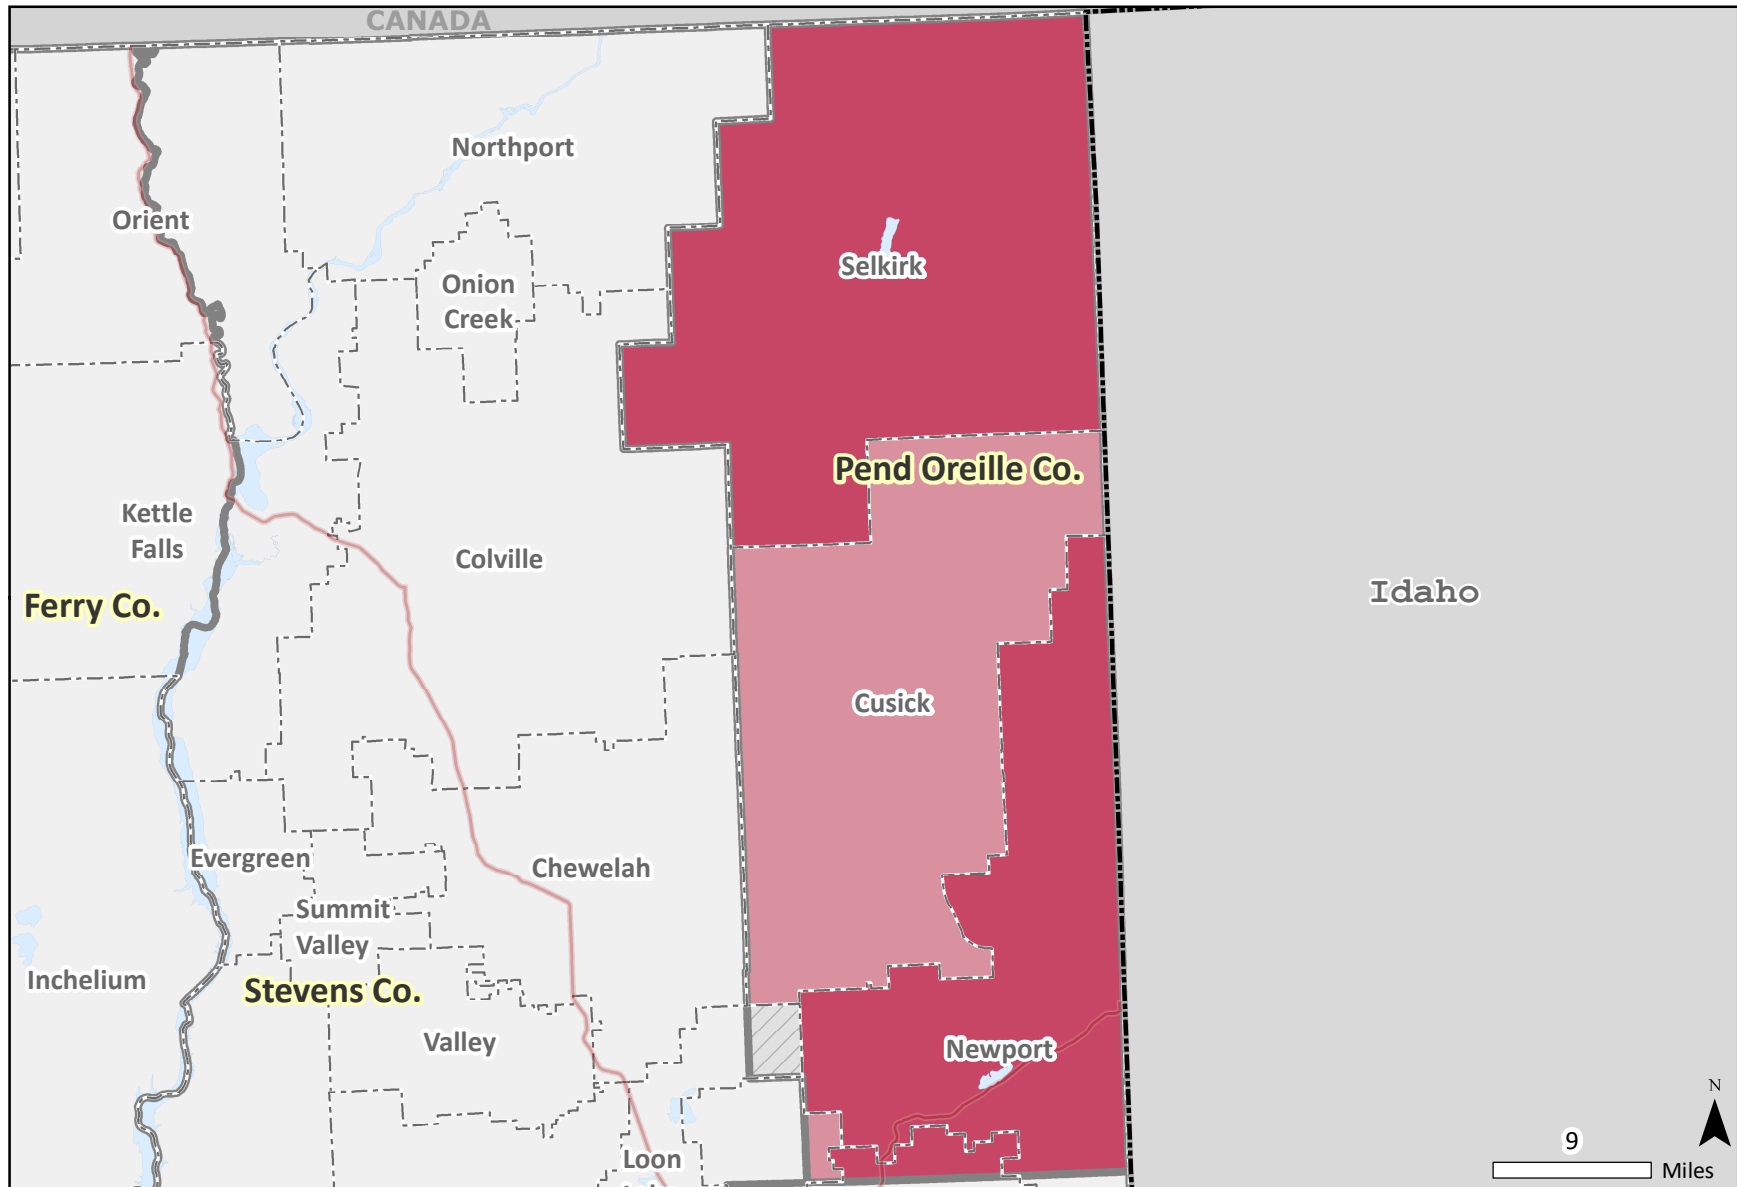 CANADA
Northport
Orient
Selkirk
Onion
Creek
Pend Oreille Co.
Kettle
Falls
Colville
Idaho
Ferry Co.
Cusick
Evergreen
Chewelah
Summit
Valley
Inchelium
Stevens Co.
Valley
Newport
N
9
Loon
Miles